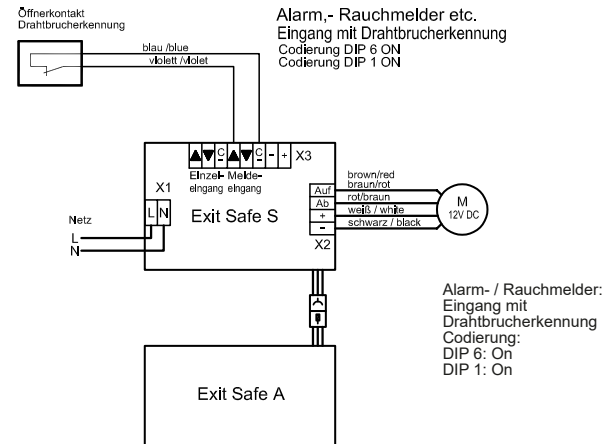 Öffnerkontakt
Drahtbrucherkennung
Alarm,- Rauchmelder etc.
Eingang mit Drahtbrucherkennung
Codierung DIP 6 ON
Codierung DIP 1 ON
blau /blue
violett /violet
C C - + X3
Einzel- Melde-
eingang eingang
X1
L N
Exit Safe S
Netz
L
N
Auf
Ab
+
-
X2
brown/red
braun/rot
rot/braun
weiß / white
schwarz / black
M
12V DC
Alarm- / Rauchmelder:
Eingang mit
Drahtbrucherkennung
Codierung:
DIP 6: On
DIP 1: On
Exit Safe A